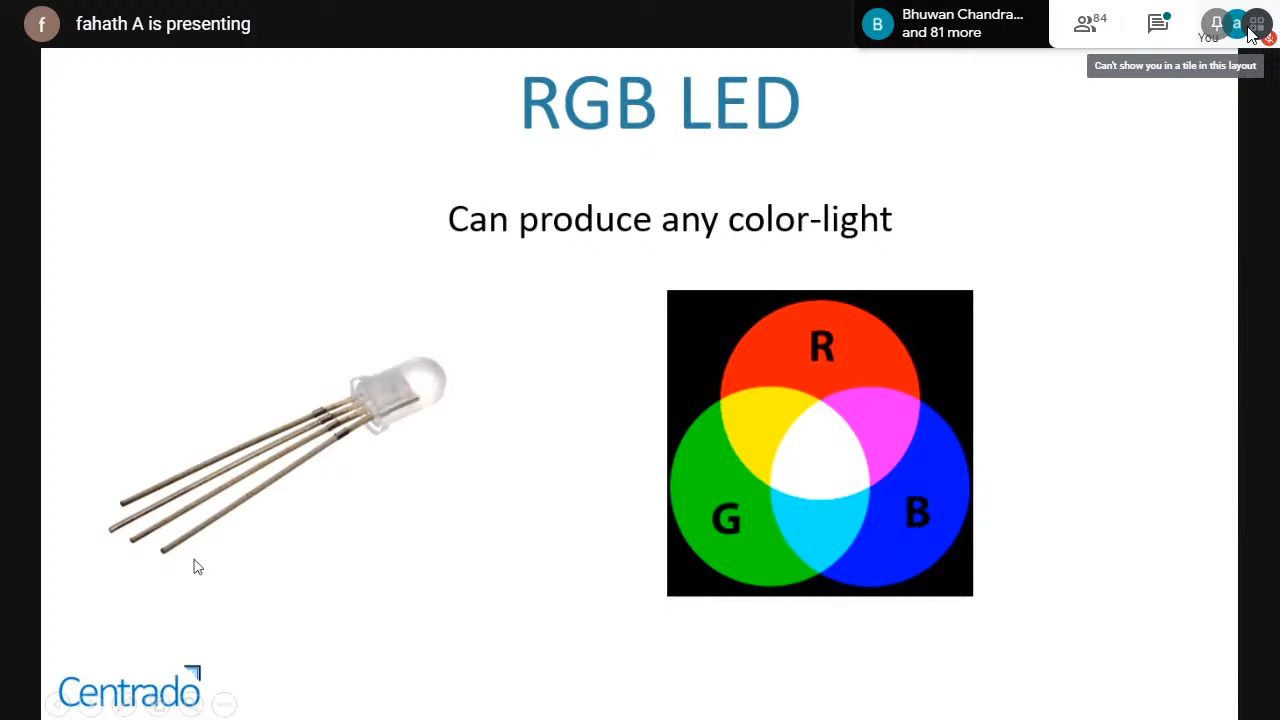 f
fahath A is presenting
B
Bhuwan Chandra...
and 81 more
84
a
You
Can't show you in a tile in this layout
RGB LED
Can produce any color-light
R
G
B
Centrado